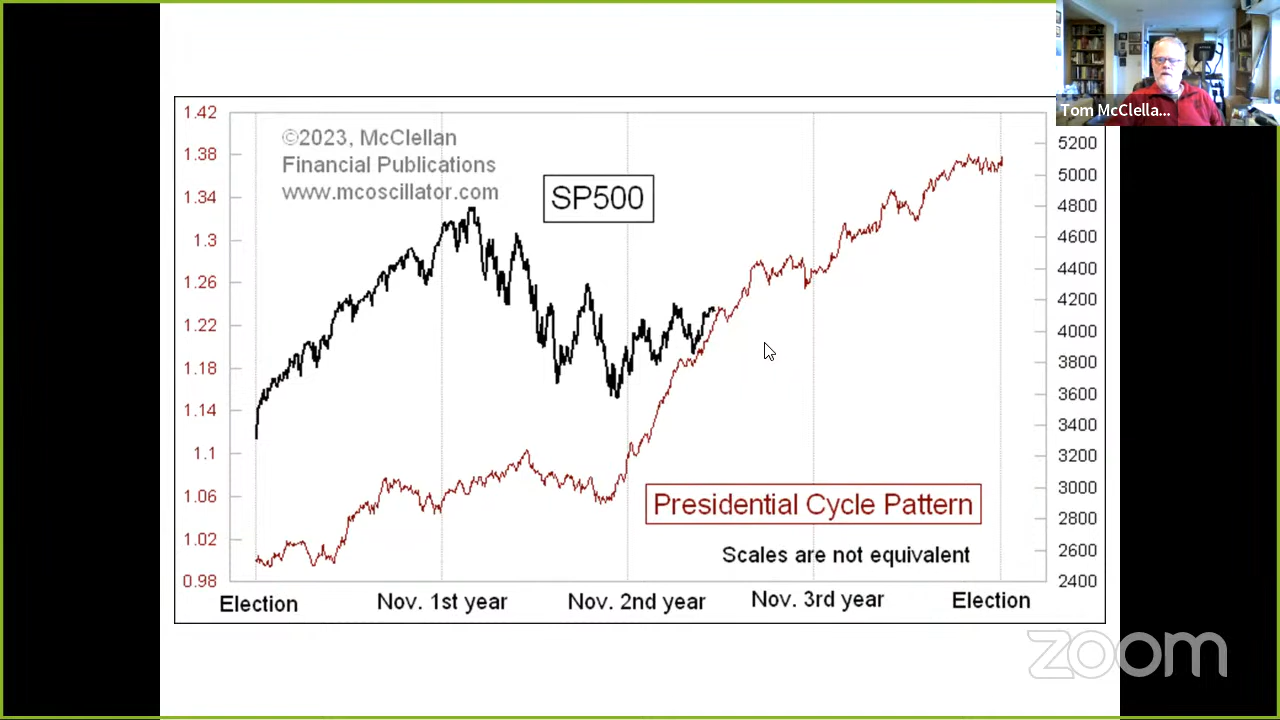 Tom McClella...
1.42
1.38
1.34
1.3
1.26
1.22
1.18
1.14
1.1
1.06
1.02
0.98
©2023, McClellan
Financial Publications
www.mcoscillator.com
SP500
5200
5000
4800
4600
4400
4200
4000
3800
3600
3400
3200
3000
2800
2600
2400
Presidential Cycle Pattern
Scales are not equivalent
Election
Nov. 1st year
Nov. 2nd year
Nov. 3rd year
Election
zoom